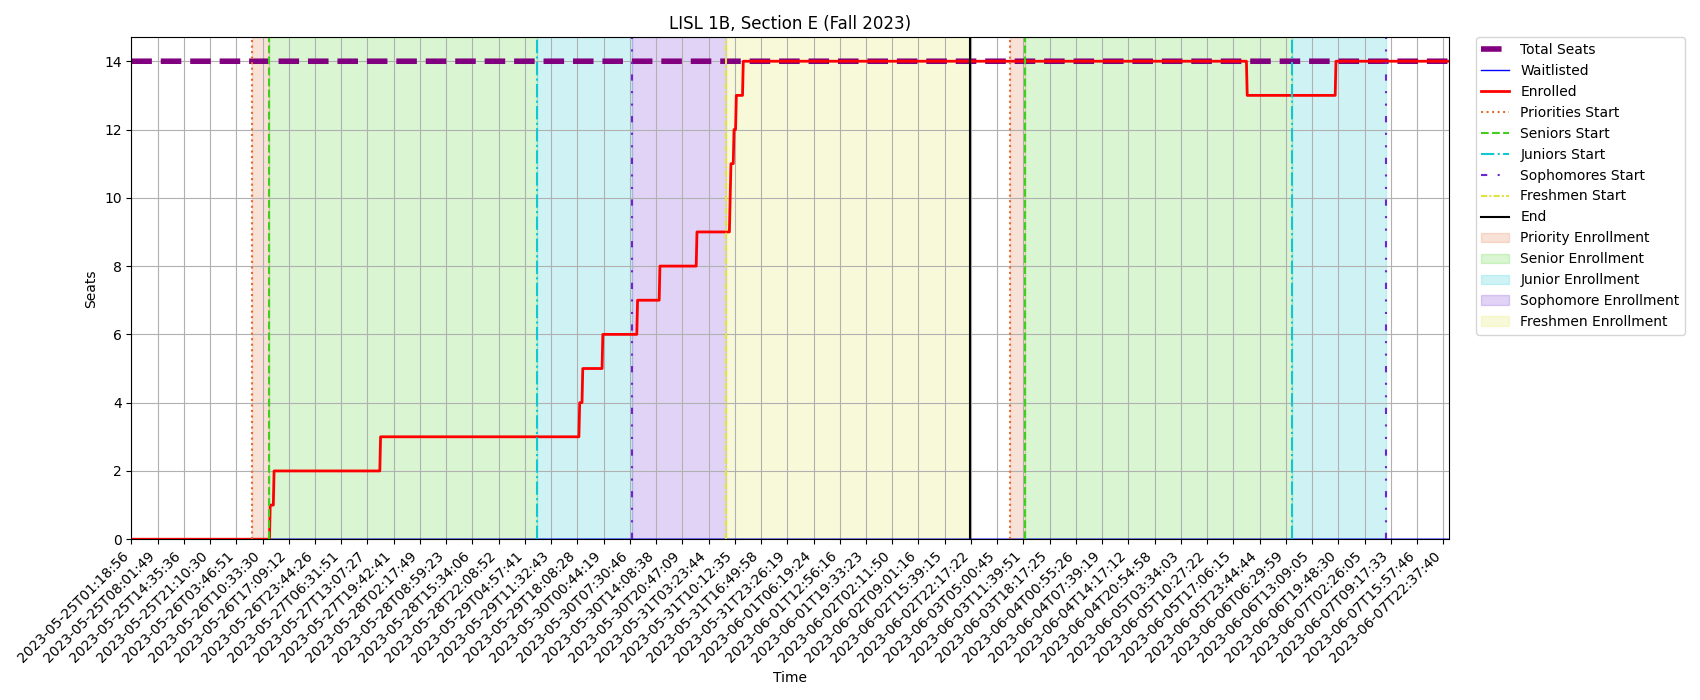 LISL 1B, Section E (Fall 2023)
Seats
14
12
10
8
6
4
2
0
2023-05-25T01:18:56
2023-05-25T08:01:49
2023-05-25T14:35:36
2023-05-25T21:10:30
2023-05-26T03:46:51
2023-05-26T10:33:30
2023-05-26T17:09:12
2023-05-26T23:44:26
2023-05-27T06:31:51
2023-05-27T13:07:27
2023-05-27T19:42:41
2023-05-28T02:17:49
2023-05-28T08:59:23
2023-05-28T15:34:06
2023-05-28T22:08:52
2023-05-29T04:57:41
2023-05-29T11:32:43
2023-05-29T18:08:28
2023-05-30T00:44:19
2023-05-30T07:30:46
2023-05-30T14:08:38
2023-05-30T20:47:09
2023-05-31T03:23:44
2023-05-31T10:12:35
2023-05-31T16:49:58
2023-05-31T23:26:19
2023-06-01T06:19:24
2023-06-01T12:56:16
2023-06-01T19:33:23
2023-06-02T02:11:50
2023-06-02T09:01:16
2023-06-02T15:39:15
2023-06-02T22:17:22
2023-06-03T05:00:45
2023-06-03T11:39:51
2023-06-03T18:17:25
2023-06-04T00:55:26
2023-06-04T07:39:19
2023-06-04T14:17:12
2023-06-04T20:54:58
2023-06-05T03:34:03
2023-06-05T10:27:22
2023-06-05T17:06:15
2023-06-05T23:44:44
2023-06-06T06:29:59
2023-06-06T13:09:05
2023-06-06T19:48:30
2023-06-07T02:26:05
2023-06-07T09:17:33
2023-06-07T15:57:46
2023-06-07T22:37:40
Time
Total Seats
Waitlisted
Enrolled
Priorities Start
Seniors Start
Juniors Start
Sophomores Start
Freshmen Start
End
Priority Enrollment
Senior Enrollment
Junior Enrollment
Sophomore Enrollment
Freshmen Enrollment